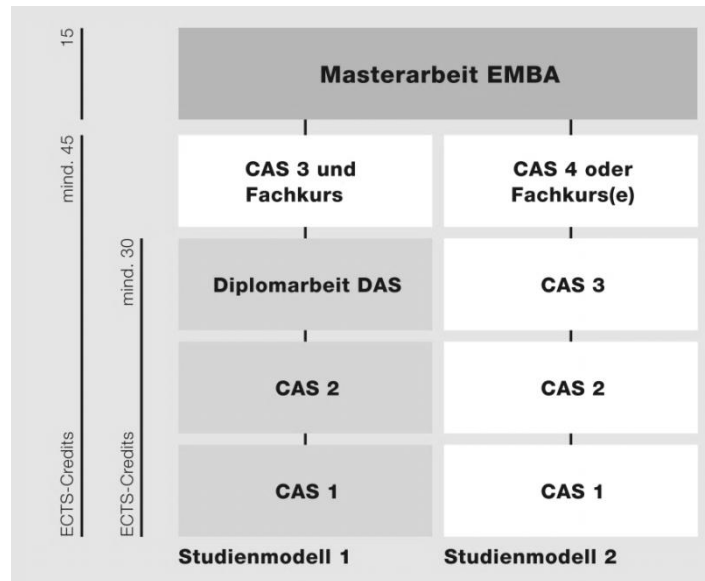 15
Masterarbeit EMBA
mind. 45
CAS 3 und
Fachkurs
CAS 4 oder
Fachkurs(e)
mind. 30
Diplomarbeit DAS
CAS 3
CAS 2
CAS 2
ECTS-Credits
ECTS-Credits
CAS 1
CAS 1
Studienmodell 1
Studienmodell 2